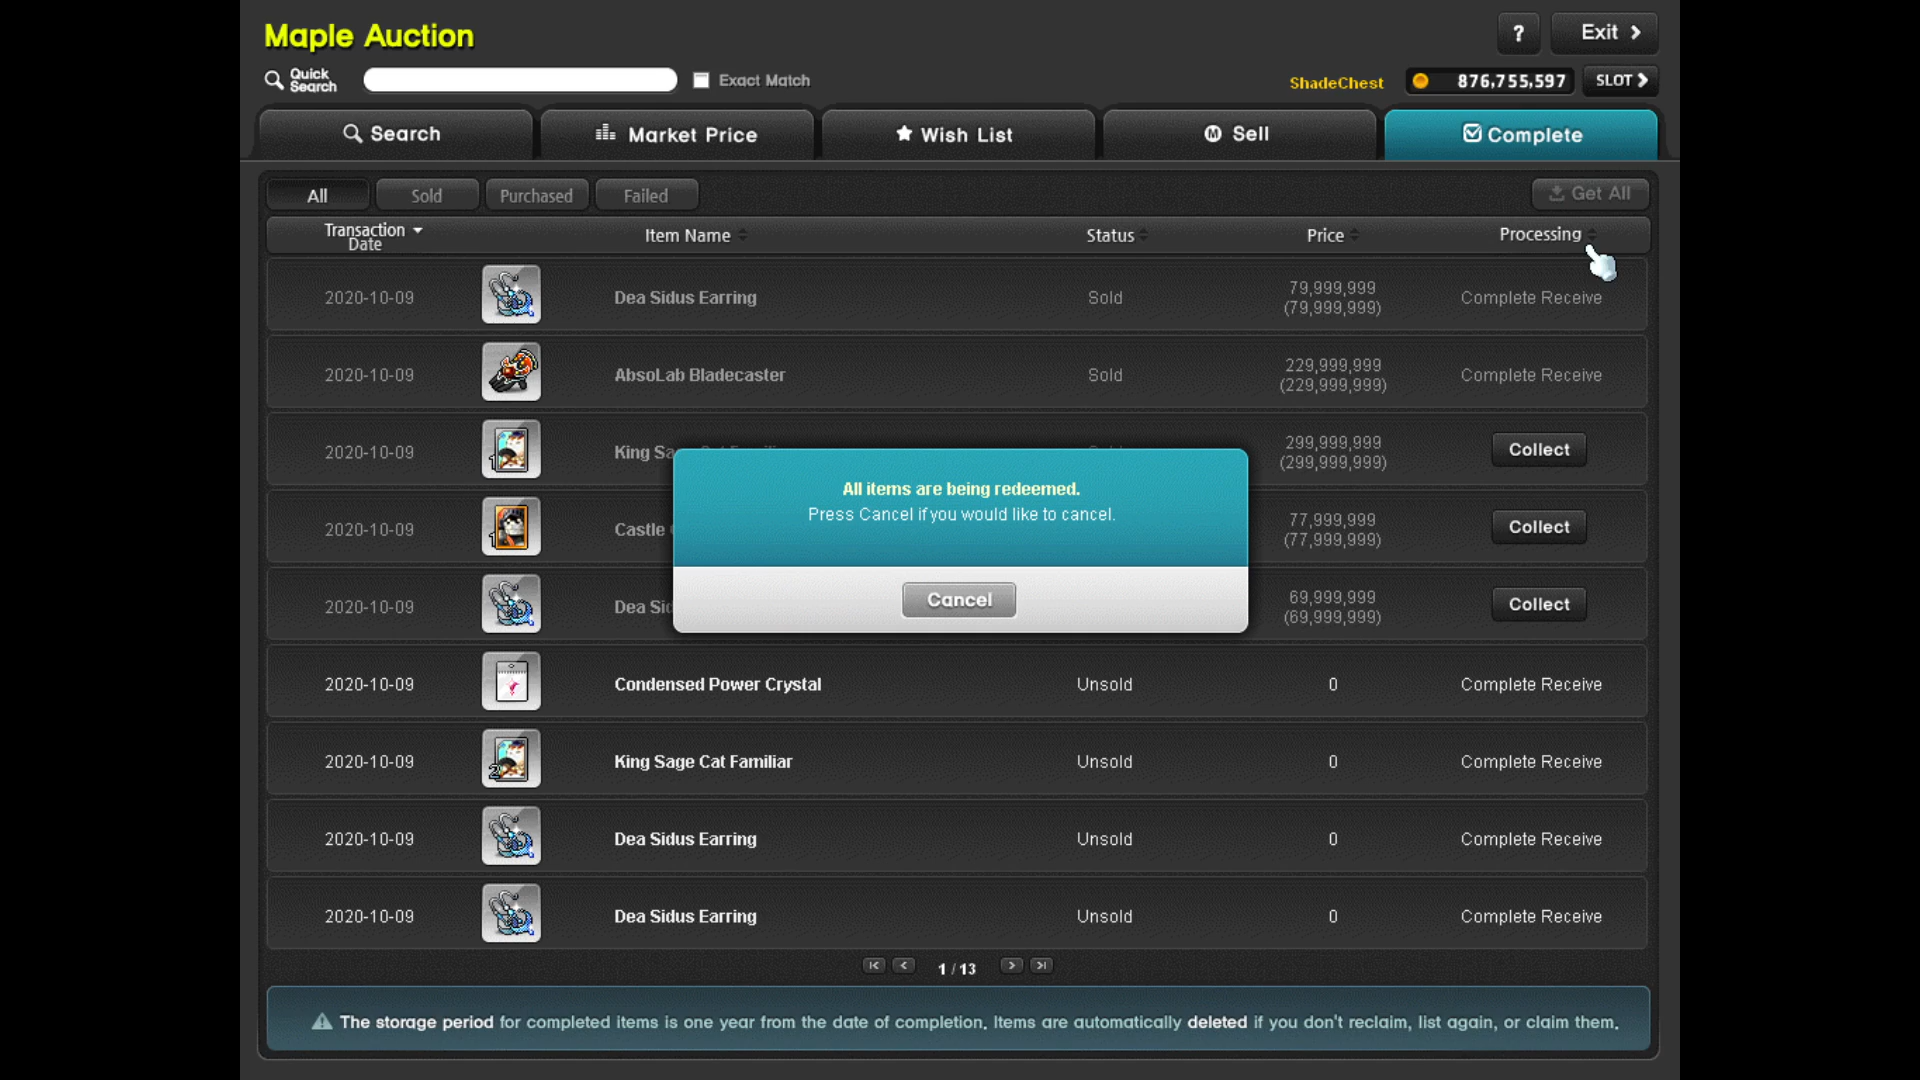 Maple Auction
?
Exit
Quick Search
Exact Match
ShadeChest
876,755,597
SLOT
Search
Market Price
Wish List
Sell
Complete
All
Sold
Purchased
Failed
Get All
Transaction Date
Item Name
Status
Price
Processing
2020-10-09 Dea Sidus Earring Sold 79,999,999 (79,999,999) Complete Receive
2020-10-09 AbsoLab Bladecaster Sold 229,999,999 (229,999,999) Complete Receive
2020-10-09 1 King 299,999,999 (299,999,999) Collect
2020-10-09 1 Castle 77,999,999 (77,999,999) Collect
2020-10-09 Dea 69,999,999 (69,999,999) Collect
All items are being redeemed.
Press Cancel if you would like to cancel.
Cancel
2020-10-09 Condensed Power Crystal Unsold 0 Complete Receive
2020-10-09 2 King Sage Cat Familiar Unsold 0 Complete Receive
2020-10-09 Dea Sidus Earring Unsold 0 Complete Receive
2020-10-09 Dea Sidus Earring Unsold 0 Complete Receive
1 / 13
The storage period for completed items is one year from the date of completion. Items are automatically deleted if you don't reclaim, list again, or claim them.